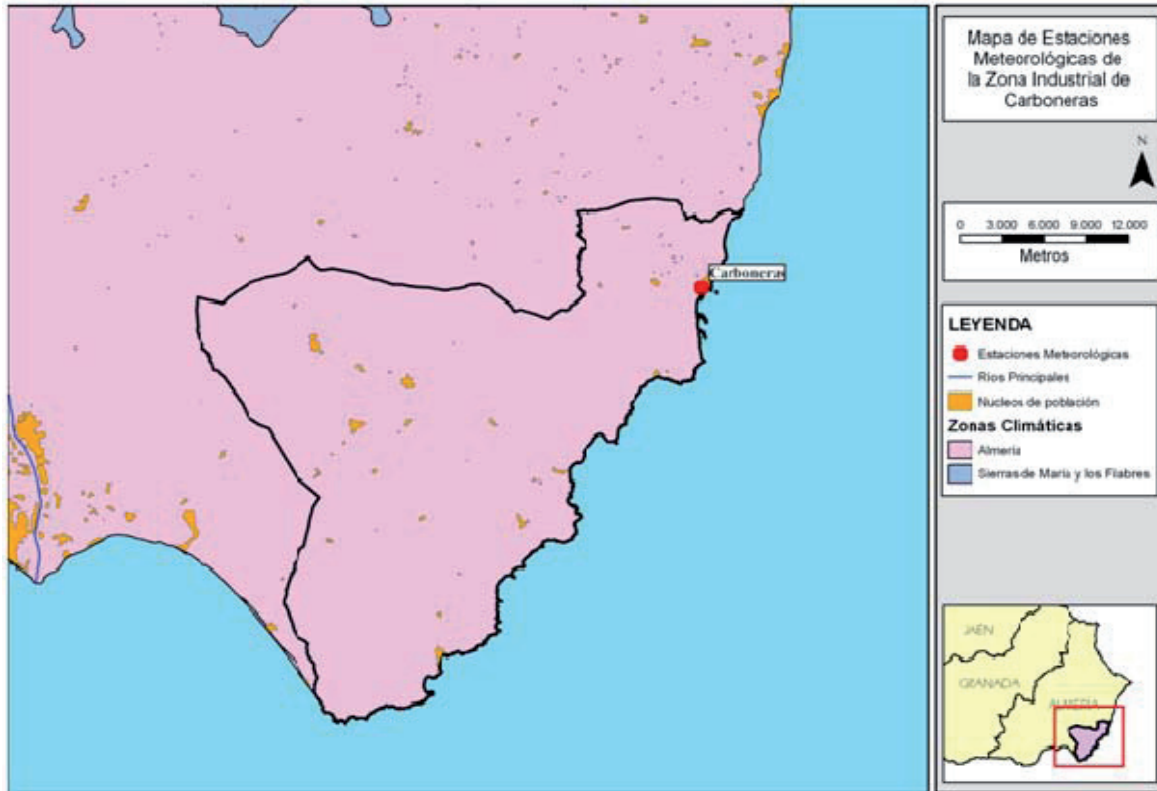 Mapa de Estaciones
Meteorológicas de
la Zona Industrial de
Carboneras
N
0 3.000 6.000 9.000 12.000
Metros
Carboneras
LEYENDA
Estaciones Meteorológicas
Ríos Principales
Nucleos de población
Zonas Climáticas
Almería
Sierras de María y los Filabres
JAÉN
GRANADA
ALMERÍA